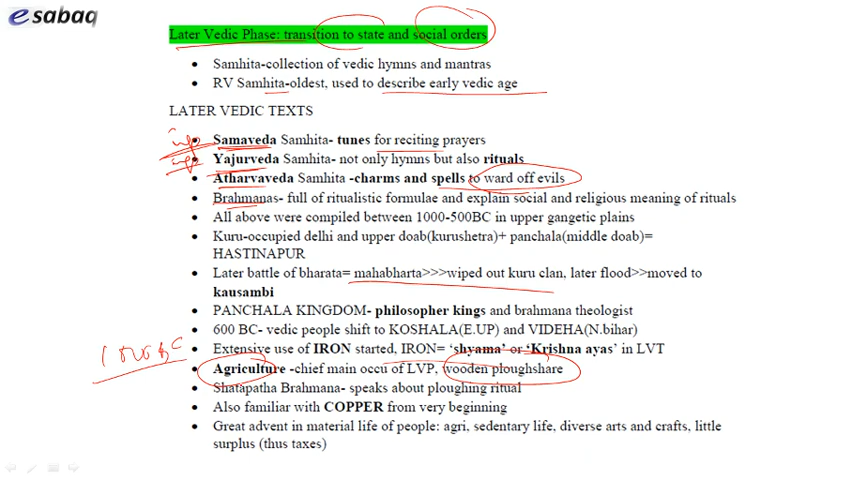 esabaq
Later Vedic Phase: transition to state and social orders
Samhita-collection of vedic hymns and mantras
RV Samhita-oldest, used to describe early vedic age
LATER VEDIC TEXTS
Samaveda Samhita- tunes for reciting prayers
Yajurveda Samhita- not only hymns but also rituals
Atharvaveda Samhita -charms and spells to ward off evils
Brahmanas- full of ritualistic formulae and explain social and religious meaning of rituals
All above were compiled between 1000-500BC in upper gangetic plains
Kuru-occupied delhi and upper doab(kurushetra)+ panchala(middle doab)=
HASTINAPUR
Later battle of bharata= mahabharta>>>wiped out kuru clan, later flood>>moved to
kausambi
PANCHALA KINGDOM- philosopher kings and brahmana theologist
600 BC- vedic people shift to KOSHALA(E.UP) and VIDEHA(N.bihar)
Extensive use of IRON started, IRON= ‘shyama’ or ‘Krishna ayas’ in LVT
Agriculture -chief main occu of LVP, wooden ploughshare
Shatapatha Brahmana- speaks about ploughing ritual
Also familiar with COPPER from very beginning
Great advent in material life of people: agri, sedentary life, diverse arts and crafts, little
surplus (thus taxes)